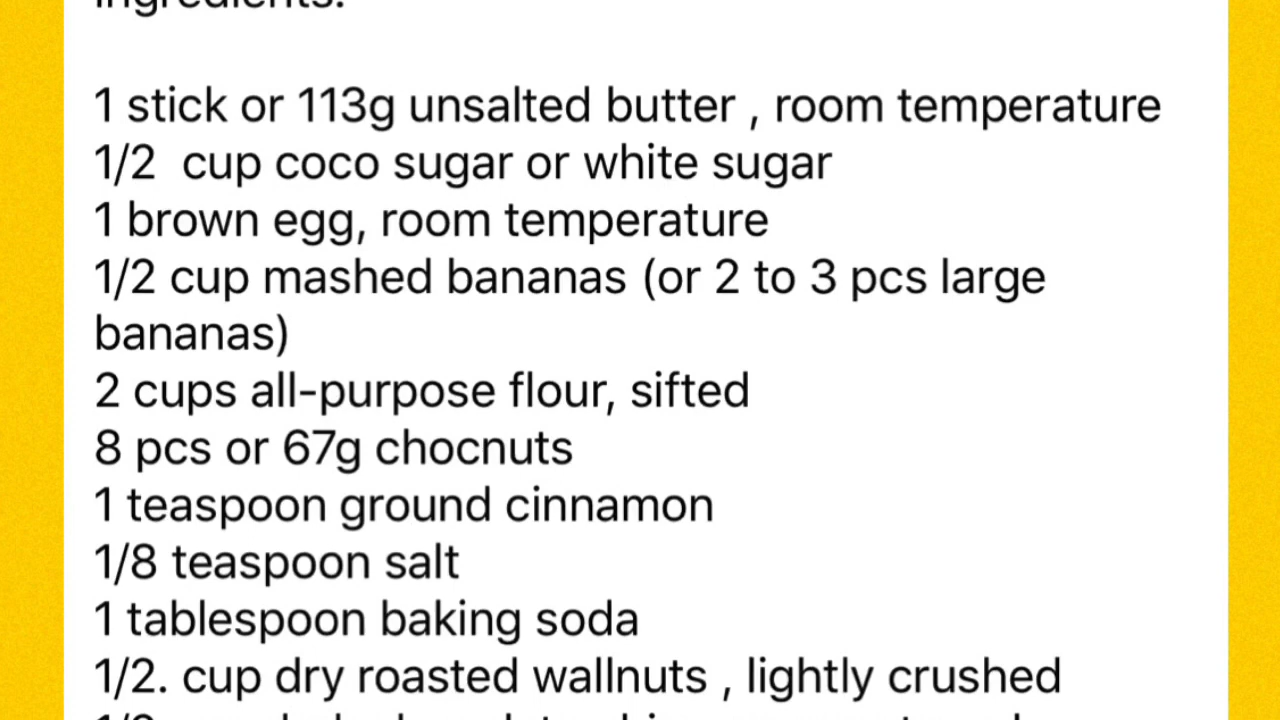 ingredients:
1 stick or 113g unsalted butter , room temperature
1/2  cup coco sugar or white sugar
1 brown egg, room temperature
1/2 cup mashed bananas (or 2 to 3 pcs large
bananas)
2 cups all-purpose flour, sifted
8 pcs or 67g chocnuts
1 teaspoon ground cinnamon
1/8 teaspoon salt
1 tablespoon baking soda
1/2. cup dry roasted wallnuts , lightly crushed